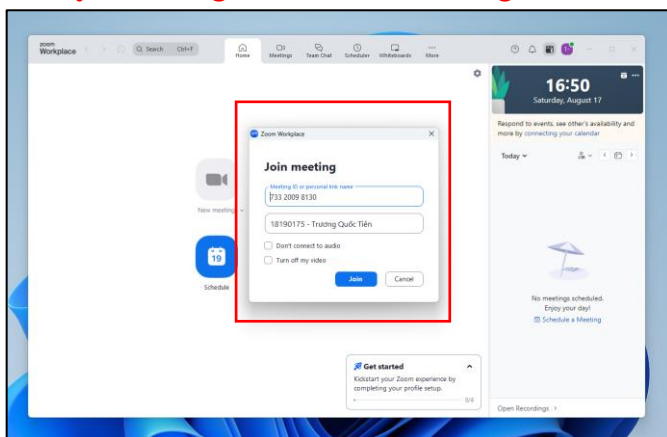 zoom
Workplace
Search Ctrl+F
Home
Meetings
Team Chat
Scheduler
Whiteboards
More
Zoom Workplace
Join meeting
Meeting ID or personal link name
733 2009 8130
18190175 - Trương Quốc Tiến
Don't connect to audio
Turn off my video
Join
Cancel
New meeting
19
Schedule
Get started
Kickstart your Zoom experience by
completing your profile setup.
0/4
16:50
Saturday, August 17
Respond to events, see other's availability and
more by connecting your calendar
Today
No meetings scheduled.
Enjoy your day!
Schedule a Meeting
Open Recordings